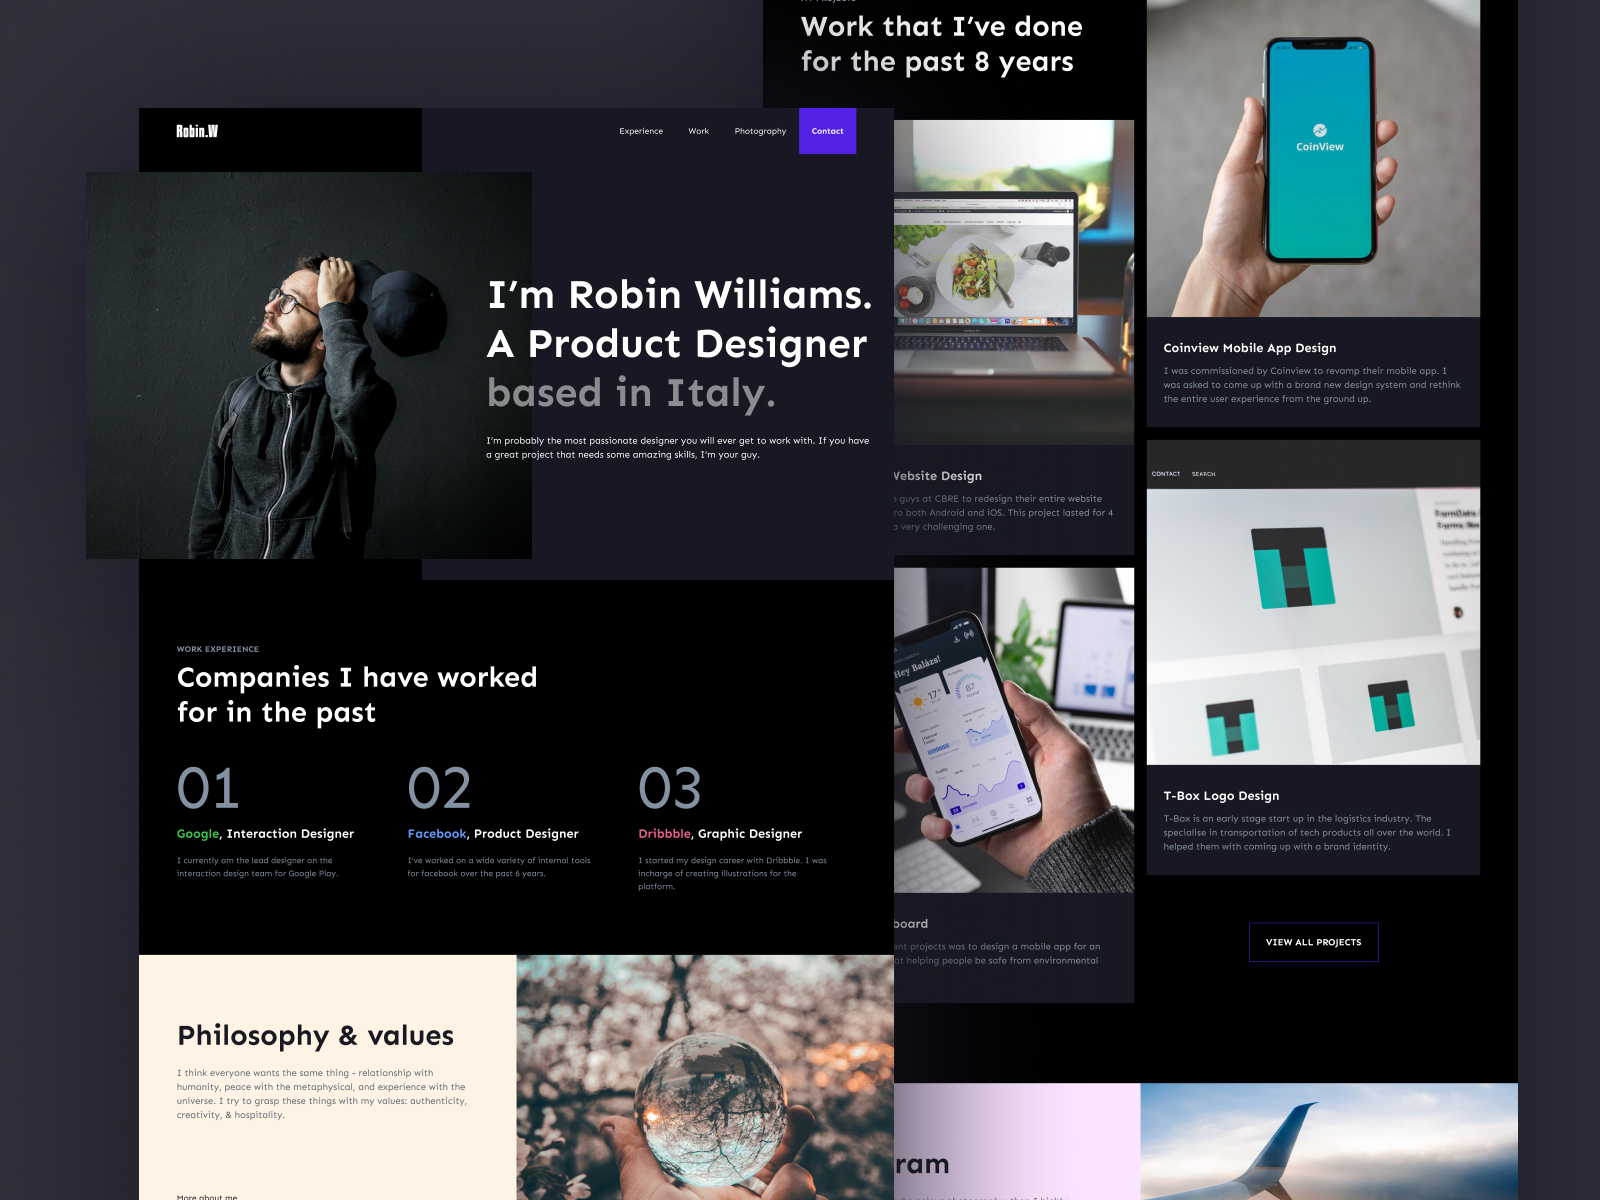 Robin.W
Experience
Work
Photography
Contact
I’m Robin Williams.
A Product Designer
based in Italy.
I’m probably the most passionate designer you will ever get to work with. If you have
a great project that needs some amazing skills, I’m your guy.
WORK EXPERIENCE
Companies I have worked
for in the past
01
Google, Interaction Designer
I currently am the lead designer on the
interaction design team for Google Play.
02
Facebook, Product Designer
I’ve worked on a wide variety of internal tools
for facebook over the past 6 years.
03
Dribbble, Graphic Designer
I started my design career with Dribbble. I was
incharge of creating illustrations for the
platform.
Philosophy & values
I think everyone wants the same thing - relationship with
humanity, peace with the metaphysical, and experience with the
universe. I try to grasp these things with my values: authenticity,
creativity, & hospitality.
More about me
Work that I’ve done
for the past 8 years
Website Design
guys at CBRE to redesign their entire website
both Android and iOS. This project lasted for 4
a very challenging one.
Hey Balázs!
17°
87
Traffic
board
projects was to design a mobile app for an
at helping people be safe from environmental
CoinView
Coinview Mobile App Design
I was commissioned by Coinview to revamp their mobile app. I
was asked to come up with a brand new design system and rethink
the entire user experience from the ground up.
CONTACT SEARCH
T-Box Logo Design
T-Box is an early stage start up in the logistics industry. The
specialise in transportation of tech products all over the world. I
helped them with coming up with a brand identity.
VIEW ALL PROJECTS
ram